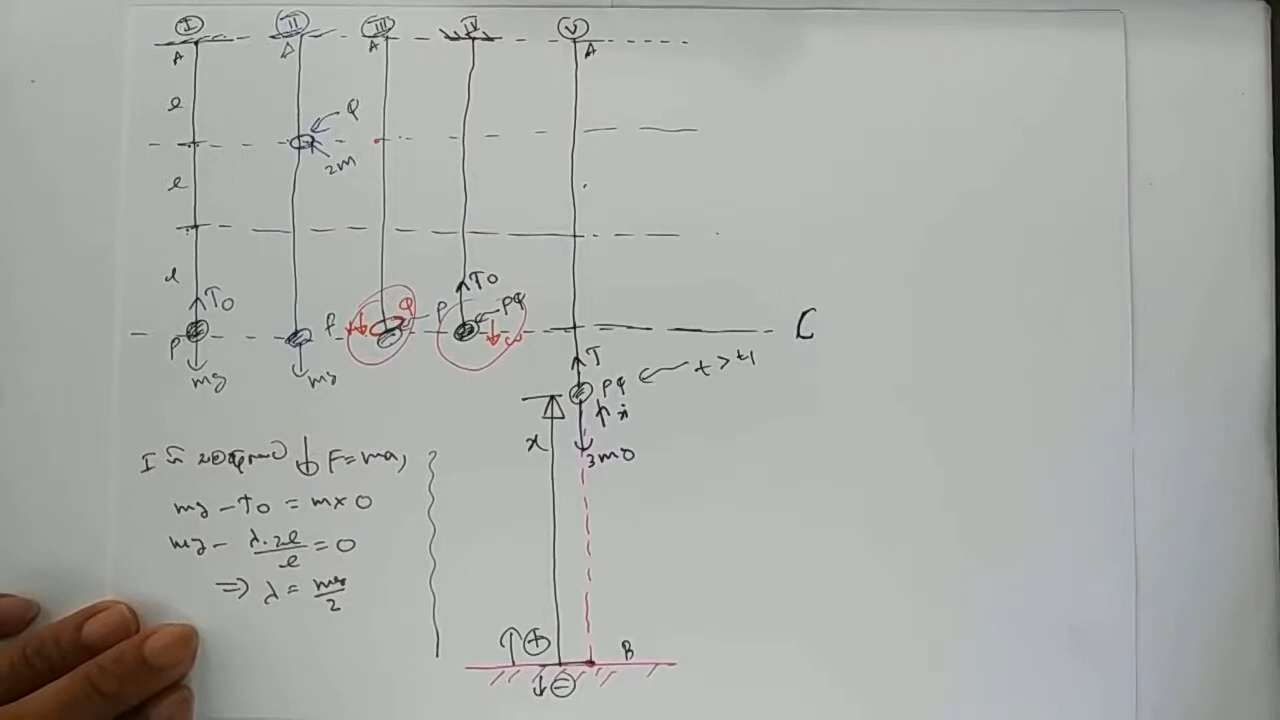 I II III IV V
A A A A
l Q
2m
l
l
T0 P T0 PQ
P P Q C
mg mg T
PQ t > t1
ẋ
x 3mg
I F = ma,
mg - T0 = m × 0
mg - λ·2l/l = 0
⇒ λ = mg/2
↑ + B
↓ -